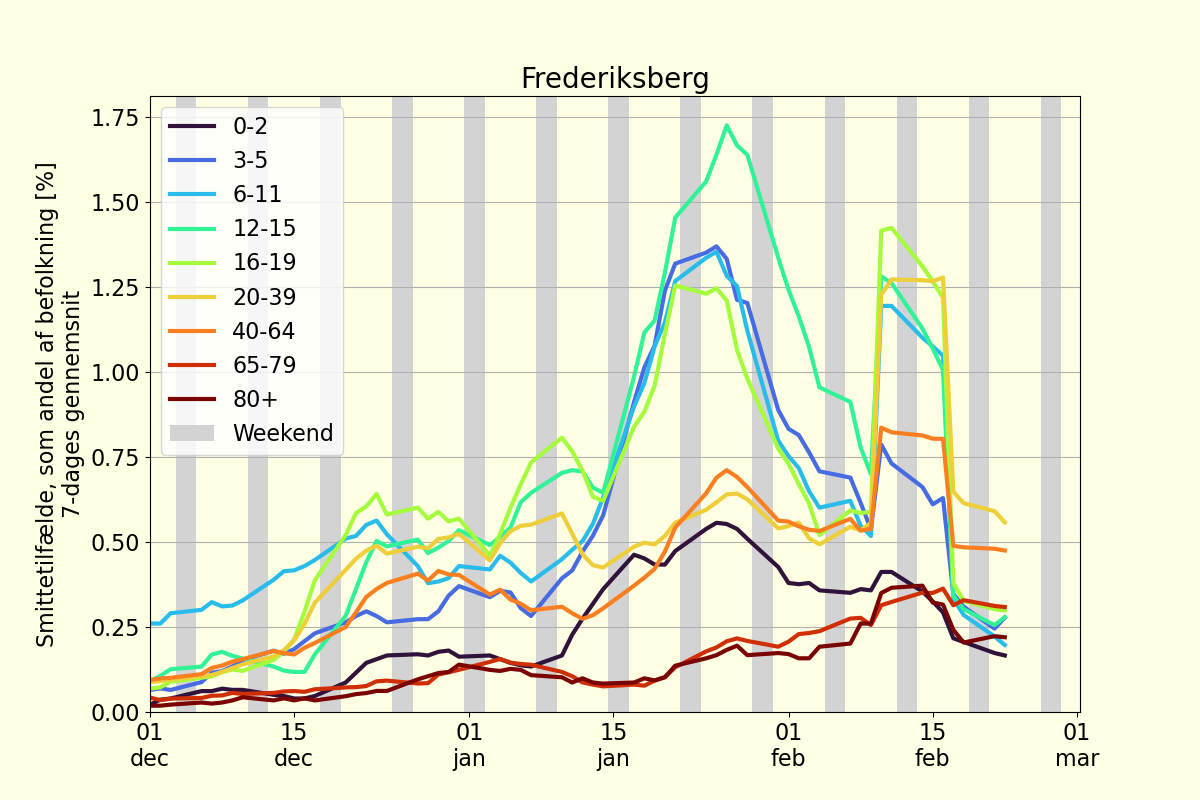 Frederiksberg
Smittetilfælde, som andel af befolkning [%]
7-dages gennemsnit
1.75
1.50
1.25
1.00
0.75
0.50
0.25
0.00
0-2
3-5
6-11
12-15
16-19
20-39
40-64
65-79
80+
Weekend
01
dec
15
dec
01
jan
15
jan
01
feb
15
feb
01
mar